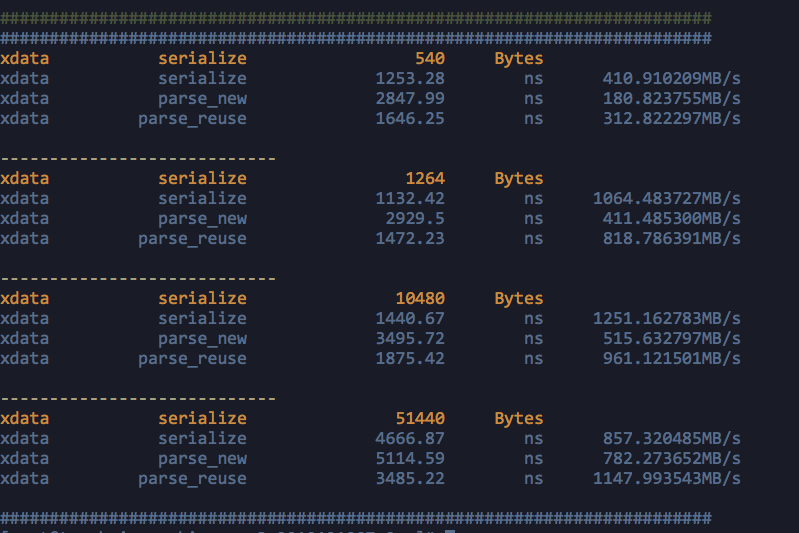 ########################################################################
########################################################################
xdata serialize 540 Bytes
xdata serialize 1253.28 ns 410.910209MB/s
xdata parse_new 2847.99 ns 180.823755MB/s
xdata parse_reuse 1646.25 ns 312.822297MB/s
----------------------------
xdata serialize 1264 Bytes
xdata serialize 1132.42 ns 1064.483727MB/s
xdata parse_new 2929.5 ns 411.485300MB/s
xdata parse_reuse 1472.23 ns 818.786391MB/s
----------------------------
xdata serialize 10480 Bytes
xdata serialize 1440.67 ns 1251.162783MB/s
xdata parse_new 3495.72 ns 515.632797MB/s
xdata parse_reuse 1875.42 ns 961.121501MB/s
----------------------------
xdata serialize 51440 Bytes
xdata serialize 4666.87 ns 857.320485MB/s
xdata parse_new 5114.59 ns 782.273652MB/s
xdata parse_reuse 3485.22 ns 1147.993543MB/s
########################################################################